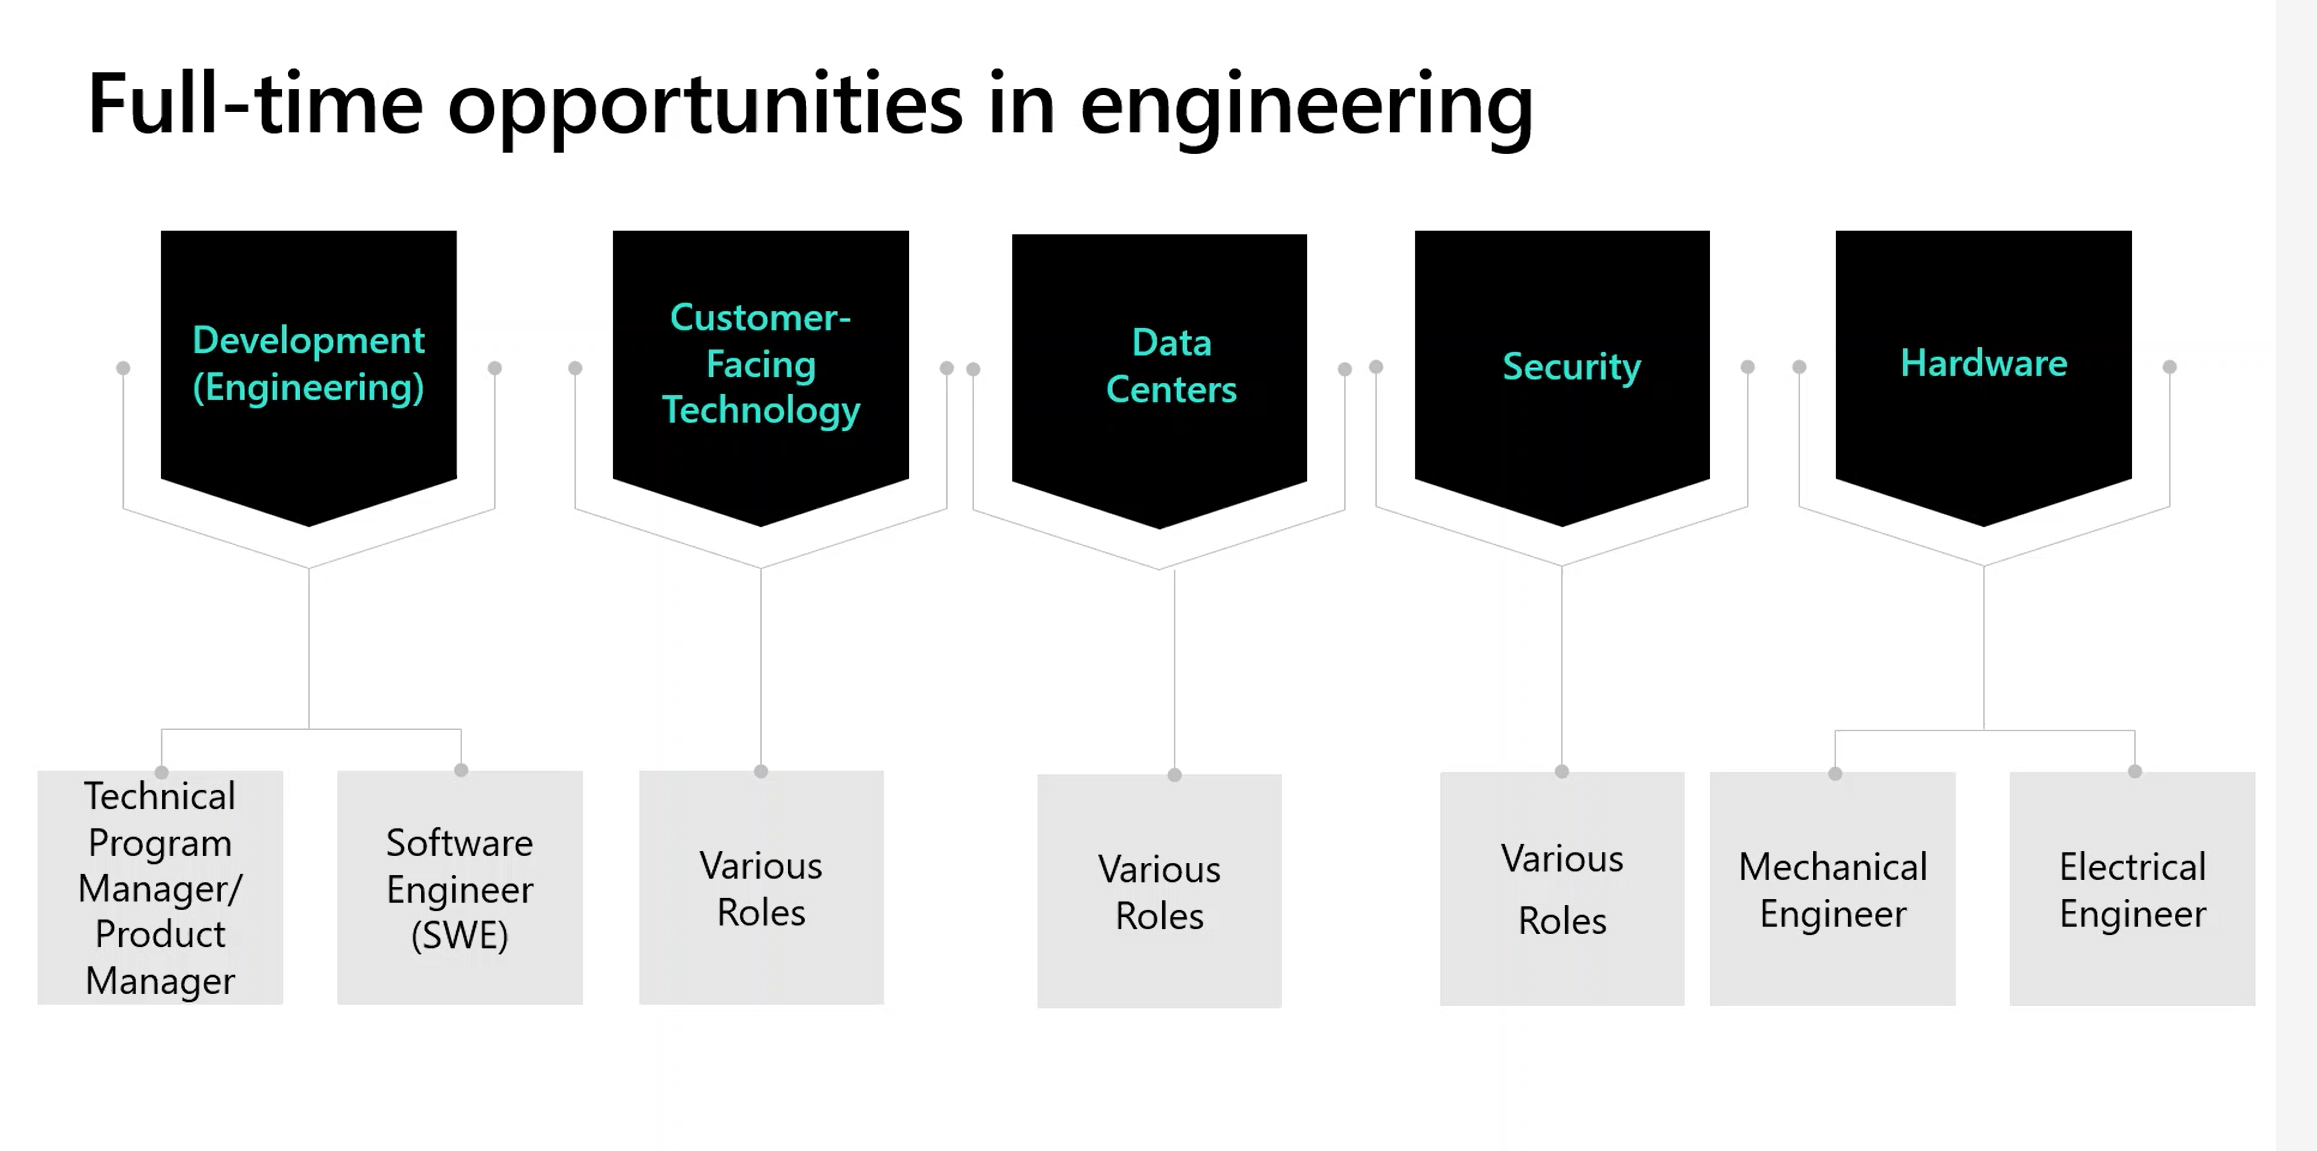 Full-time opportunities in engineering
Development
(Engineering)
Customer-
Facing
Technology
Data
Centers
Security
Hardware
Technical
Program
Manager/
Product
Manager
Software
Engineer
(SWE)
Various
Roles
Various
Roles
Various
Roles
Mechanical
Engineer
Electrical
Engineer